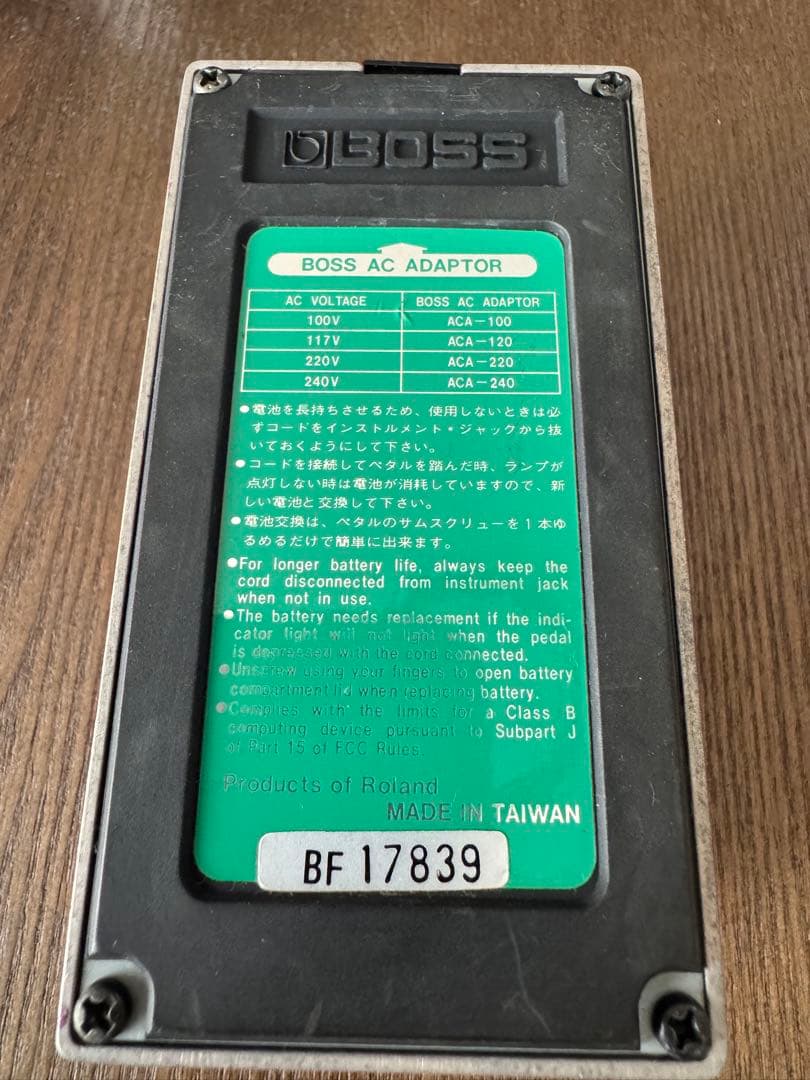 BOSS
BOSS AC ADAPTOR
AC VOLTAGE BOSS AC ADAPTOR
100V ACA-100
117V ACA-120
220V ACA-220
240V ACA-240
●電池を長持ちさせるため、使用しないときは必
ずコードをインストルメント・ジャックから抜
いておくようにして下さい。
●コードを接続してペタルを踏んだ時、ランプが
点灯しない時は電池が消耗していますので、新
しい電池と交換して下さい。
●電池交換は、ペタルのサムスクリューを1本ゆ
るめるだけで簡単に出来ます。
●For longer battery life, always keep the
cord disconnected from instrument jack
when not in use.
●The battery needs replacement if the indi-
cator light will not light when the pedal
is depressed with the cord connected.
●Unscrew using your fingers to open battery
compartment lid when replacing battery.
●Complies with the limits for a Class B
computing device pursuant to Subpart J
of Part 15 of FCC Rules.
Products of Roland
MADE IN TAIWAN
BF 17839